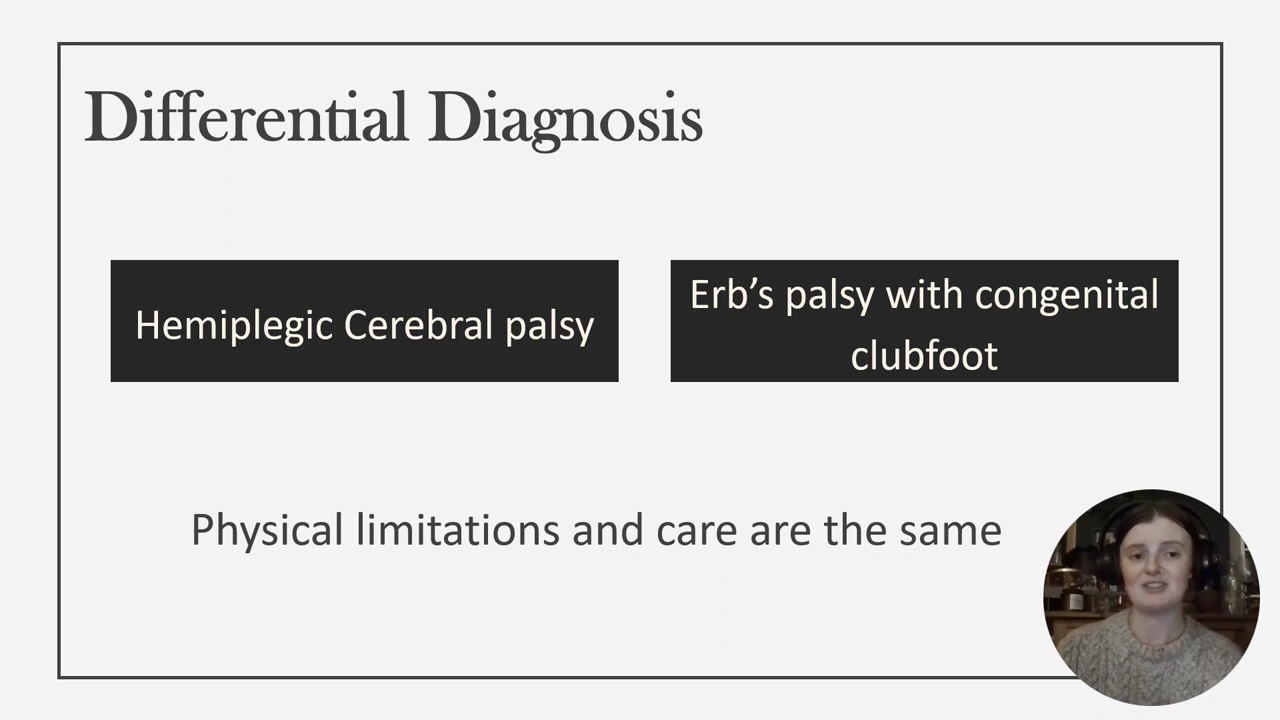 Differential Diagnosis
Hemiplegic Cerebral palsy
Erb’s palsy with congenital
clubfoot
Physical limitations and care are the same